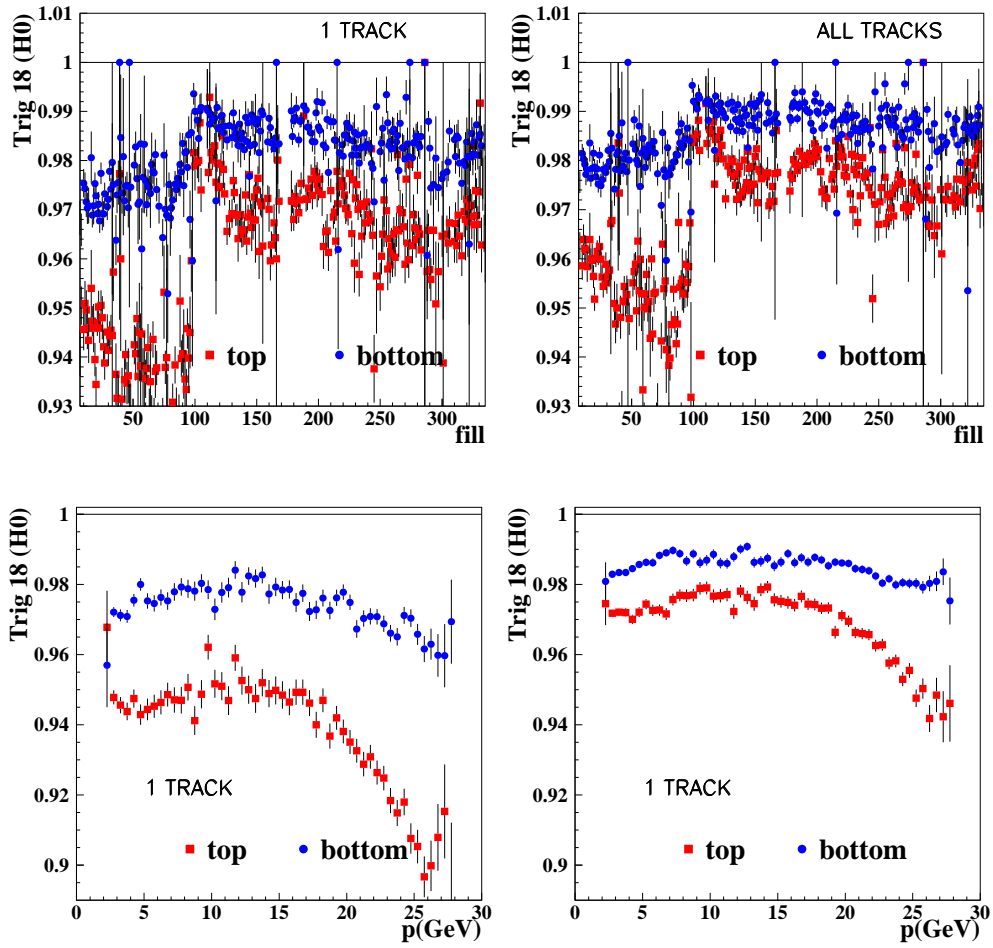 1.01
1
0.99
0.98
0.97
0.96
0.95
0.94
0.93
Trig 18 (H0)
1 TRACK
top
bottom
50 100 150 200 250 300
fill
1.01
1
0.99
0.98
0.97
0.96
0.95
0.94
0.93
Trig 18 (H0)
ALL TRACKS
top
bottom
50 100 150 200 250 300
fill
1
0.98
0.96
0.94
0.92
0.9
Trig 18 (H0)
1 TRACK
top
bottom
0 5 10 15 20 25 30
p(GeV)
1
0.98
0.96
0.94
0.92
0.9
Trig 18 (H0)
1 TRACK
top
bottom
0 5 10 15 20 25 30
p(GeV)